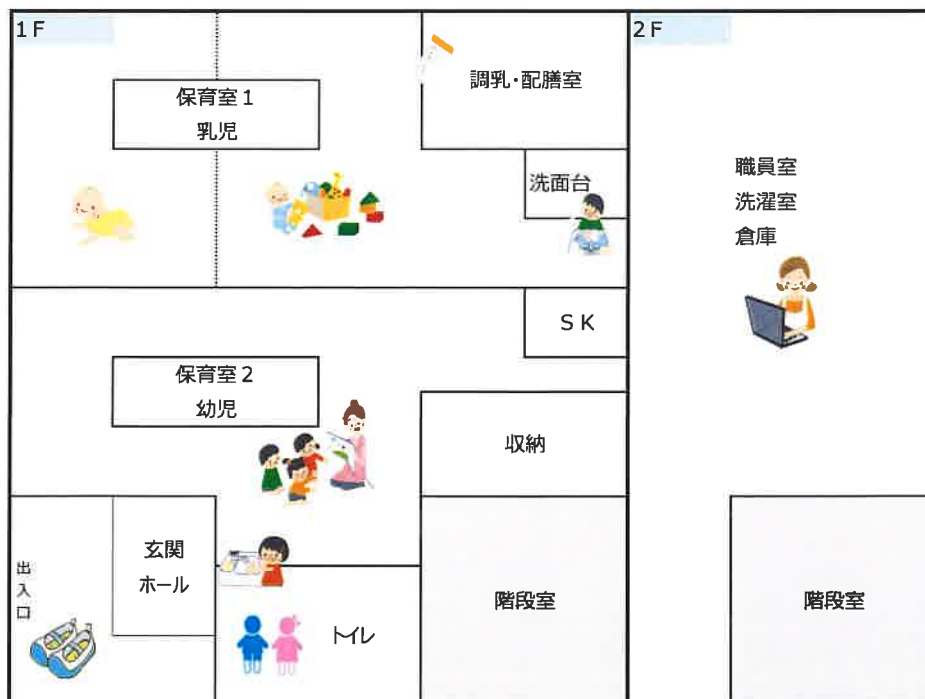 1F
2F
調乳・配膳室
保育室1
乳児
洗面台
職員室
洗濯室
倉庫
SK
保育室2
幼児
収納
玄関
ホール
出入口
トイレ
階段室
階段室